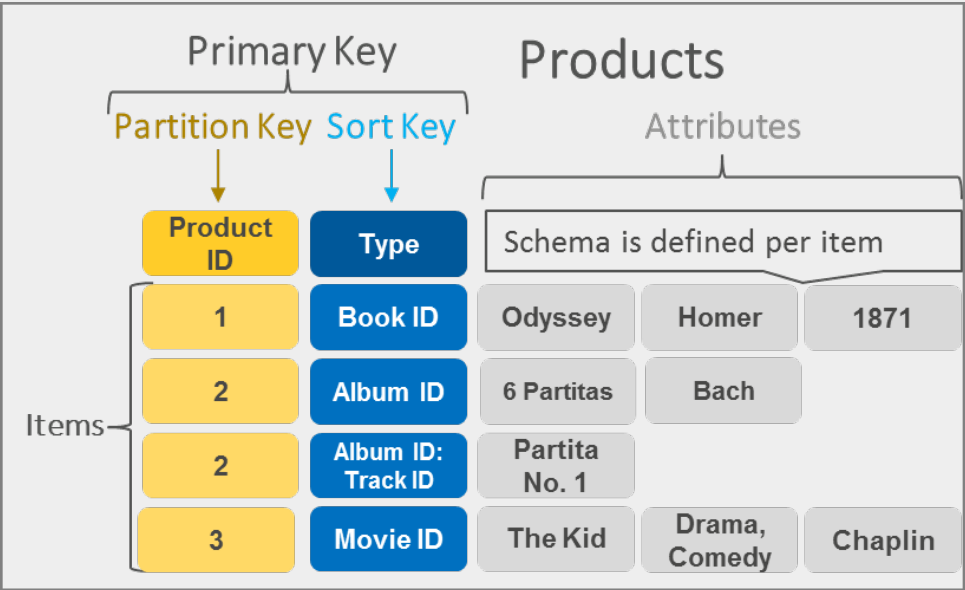 Primary Key
Products
Partition Key
Sort Key
Attributes
Product
ID
Type
Schema is defined per item
Items
1
Book ID
Odyssey
Homer
1871
2
Album ID
6 Partitas
Bach
2
Album ID:
Track ID
Partita
No. 1
3
Movie ID
The Kid
Drama,
Comedy
Chaplin